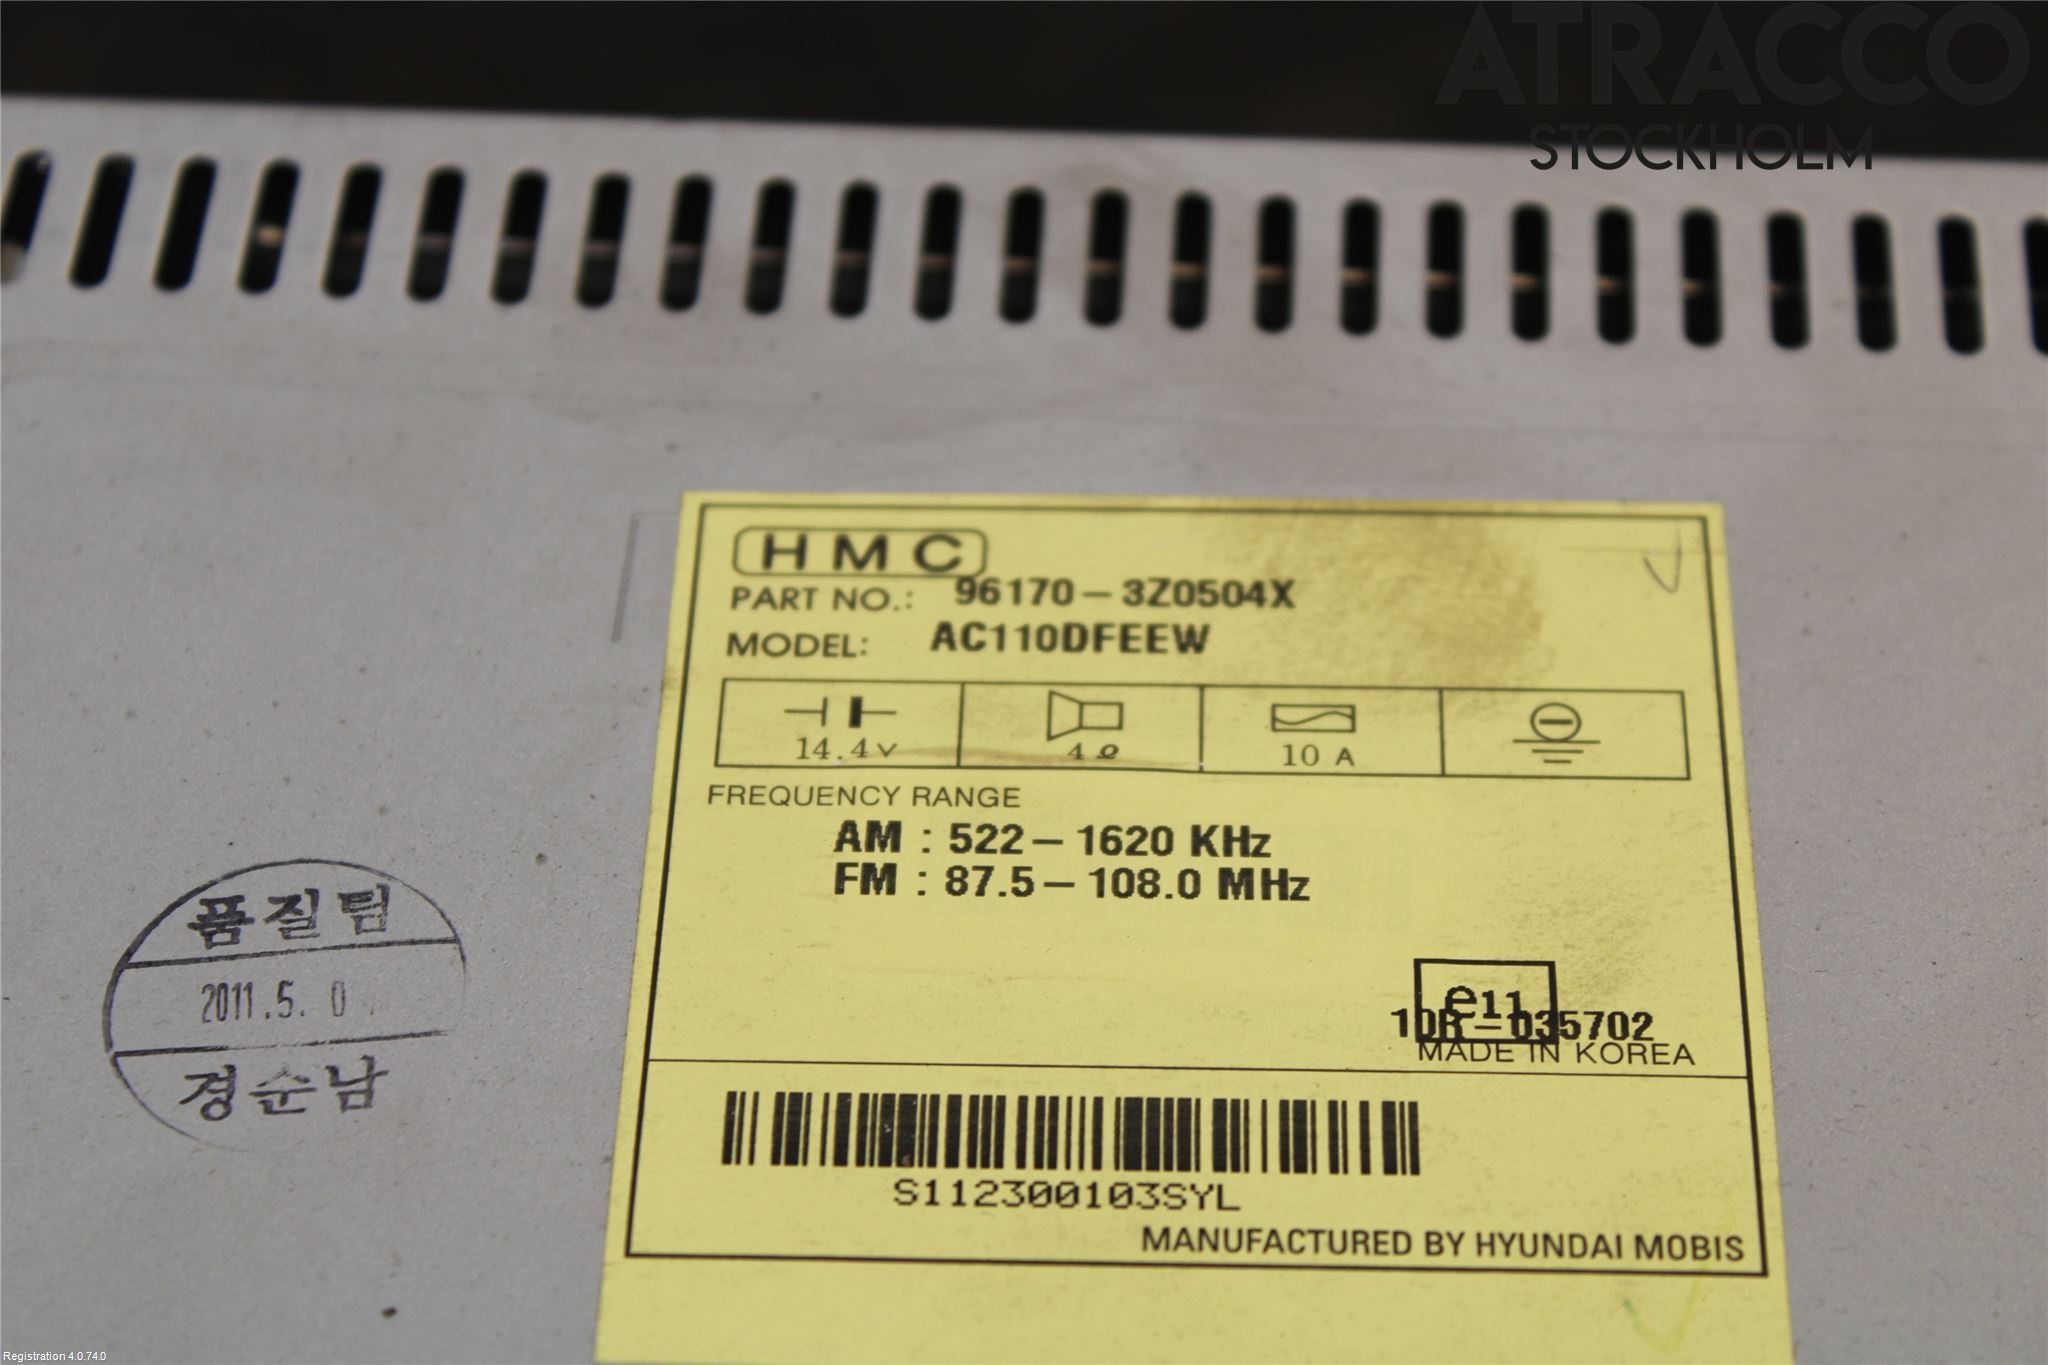 ATRACCO
STOCKHOLM
HMC
PART NO.: 96170-3Z0504X
MODEL: AC110DFEEW
14.4V 4Ω 10 A
FREQUENCY RANGE
AM : 522-1620 KHz
FM : 87.5-108.0 MHz
e11
10R-035702
MADE IN KOREA
S112300103SYL
MANUFACTURED BY HYUNDAI MOBIS
품질팀
2011.5. 0
경순남
Registration 4.0.74.0